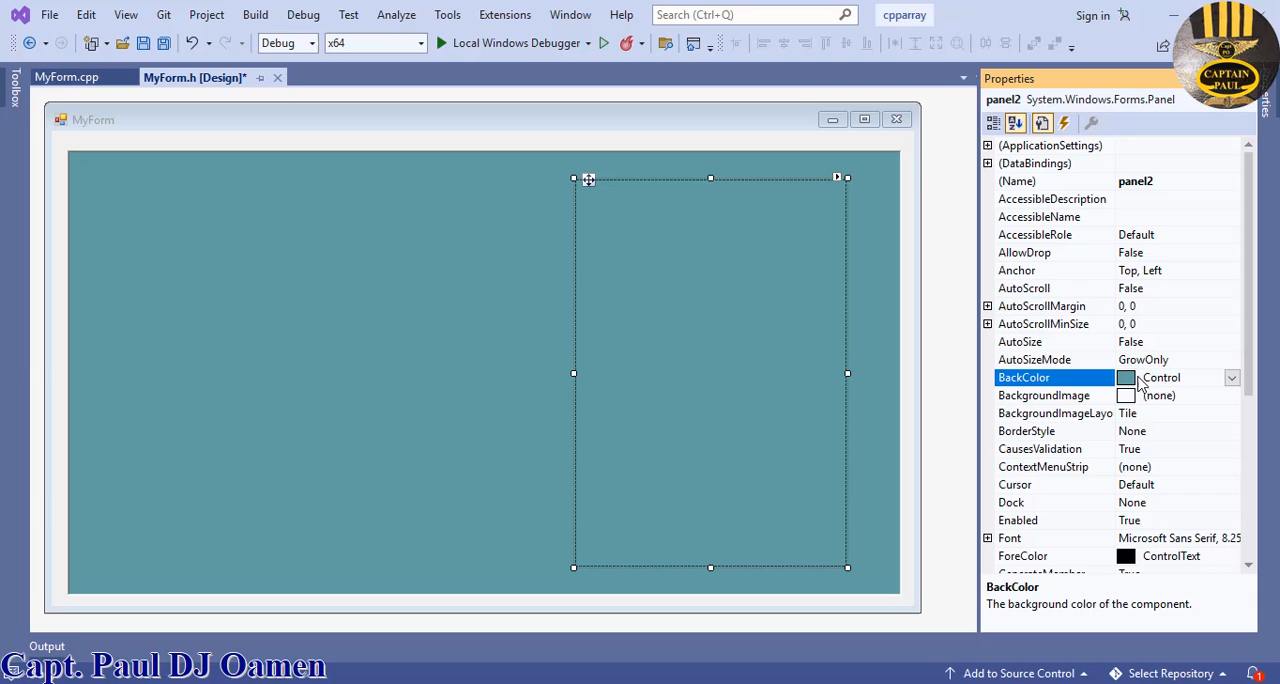 File Edit View Git Project Build Debug Test Analyze Tools Extensions Window Help Search (Ctrl+Q) cpparray Sign in
Debug x64 Local Windows Debugger
CAPTAIN PAUL
Toolbox
MyForm.cpp MyForm.h [Design]*
MyForm
Properties
panel2 System.Windows.Forms.Panel
(ApplicationSettings)
(DataBindings)
(Name) panel2
AccessibleDescription
AccessibleName
AccessibleRole Default
AllowDrop False
Anchor Top, Left
AutoScroll False
AutoScrollMargin 0, 0
AutoScrollMinSize 0, 0
AutoSize False
AutoSizeMode GrowOnly
BackColor Control
BackgroundImage (none)
BackgroundImageLayo Tile
BorderStyle None
CausesValidation True
ContextMenuStrip (none)
Cursor Default
Dock None
Enabled True
Font Microsoft Sans Serif, 8.25
ForeColor ControlText
BackColor
The background color of the component.
Output
Capt. Paul DJ Oamen
Add to Source Control Select Repository 1